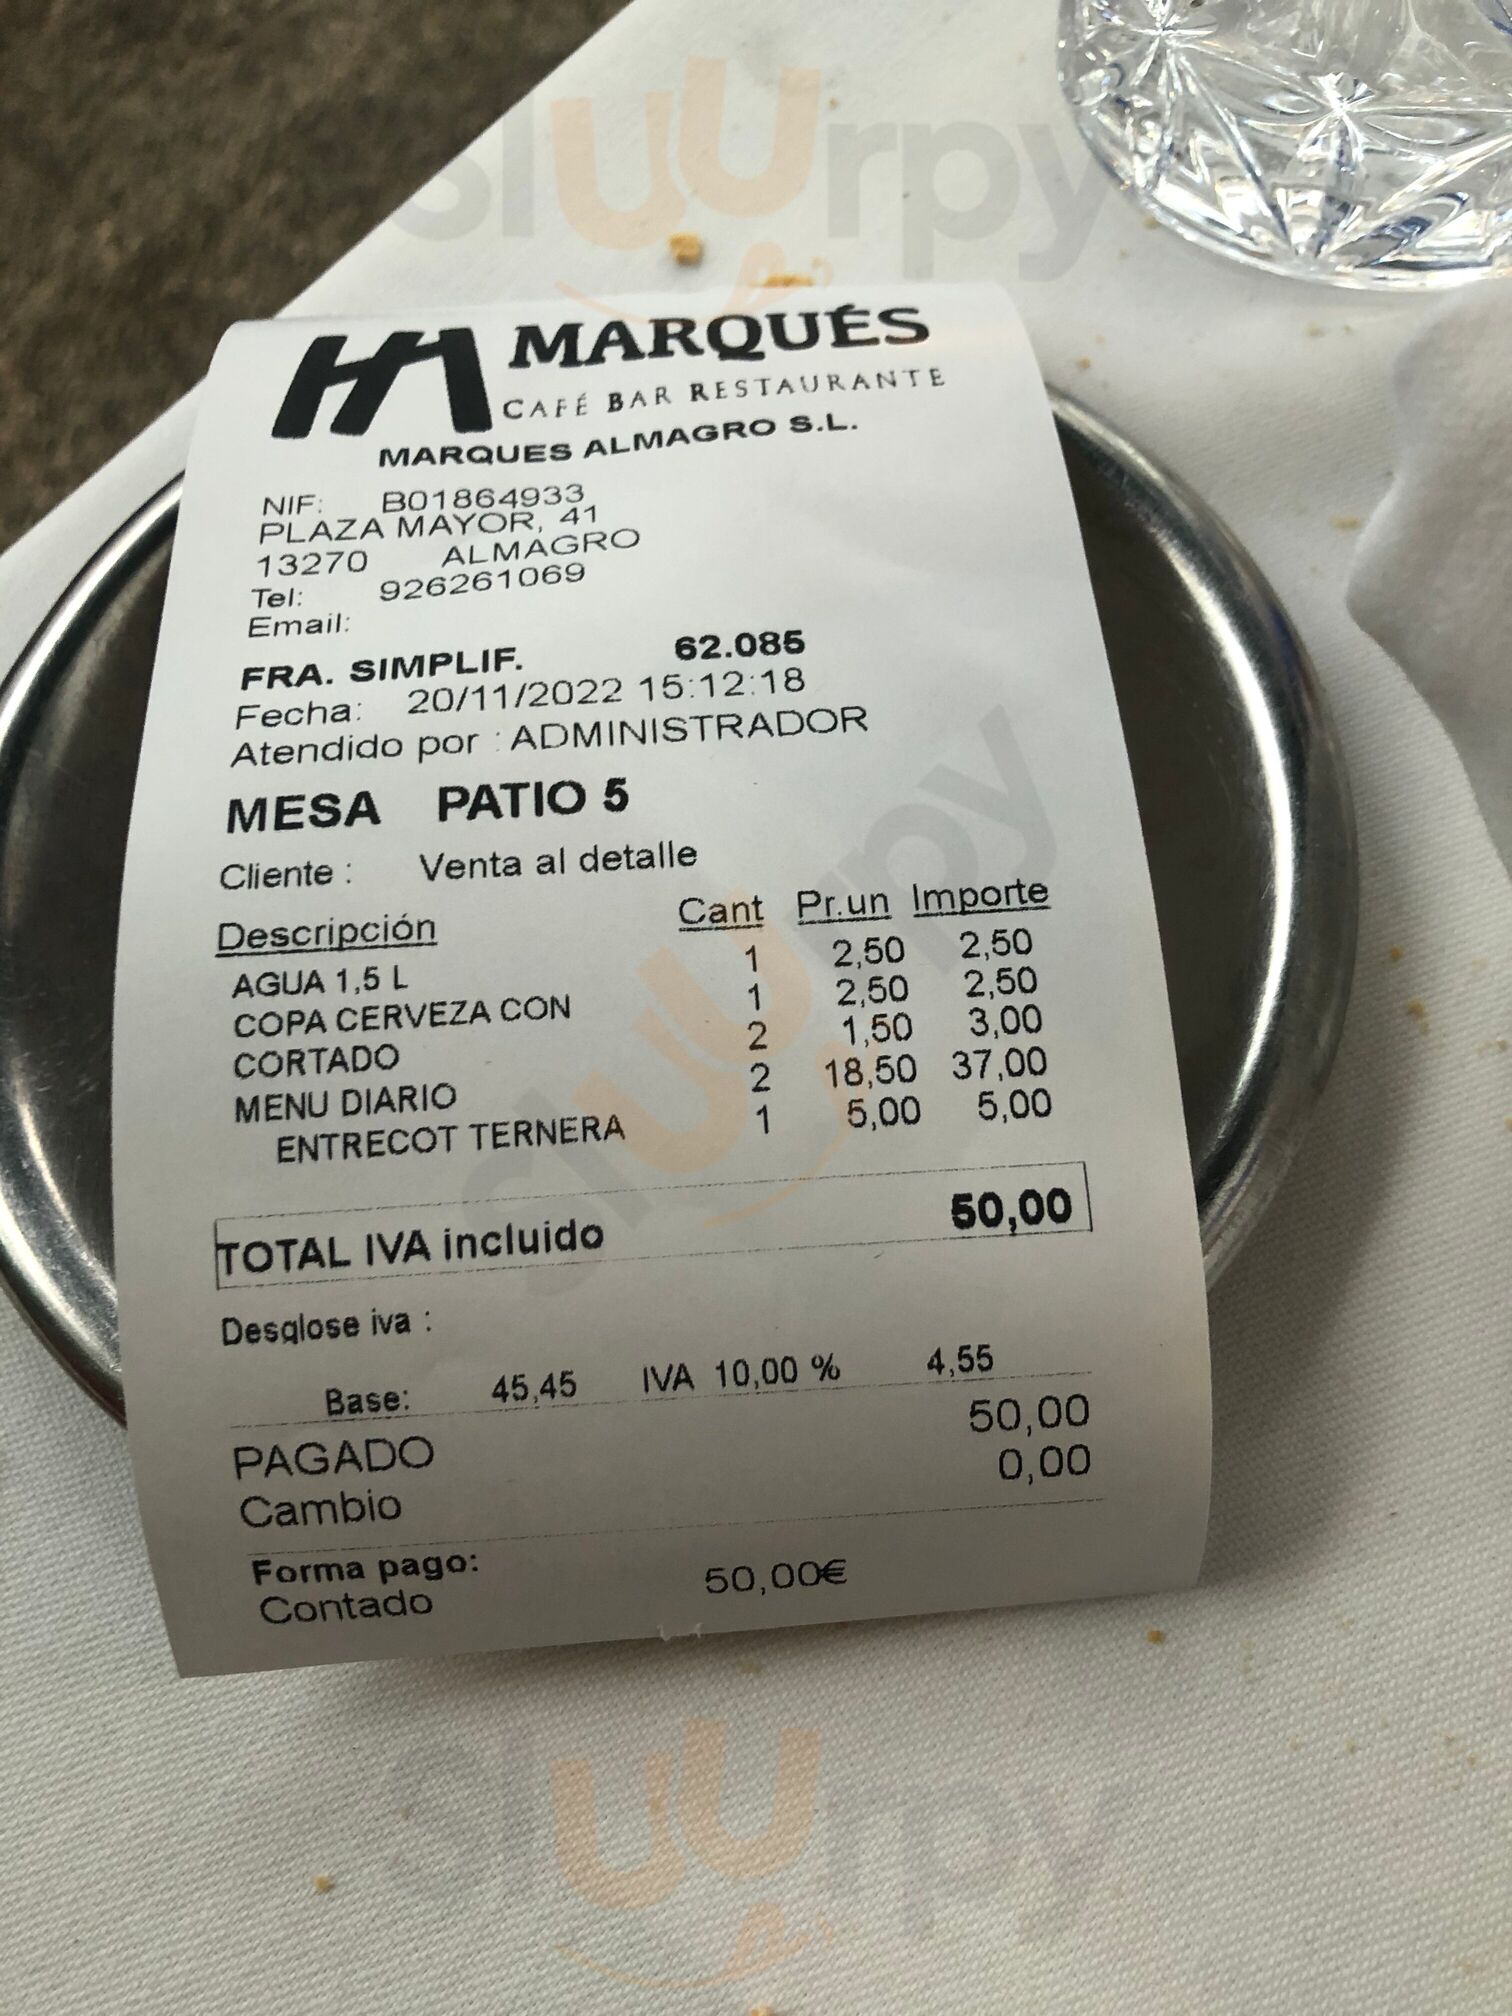 sluurpy
MARQUÉS
CAFÉ BAR RESTAURANTE
MARQUES ALMAGRO S.L.
NIF: B01864933
PLAZA MAYOR, 41
13270 ALMAGRO
Tel: 926261069
Email:
FRA. SIMPLIF. 62.085
Fecha: 20/11/2022 15:12:18
Atendido por : ADMINISTRADOR
MESA PATIO 5
Cliente : Venta al detalle
Descripción Cant Pr.un Importe
AGUA 1,5 L 1 2,50 2,50
COPA CERVEZA CON 1 2,50 2,50
CORTADO 2 1,50 3,00
MENU DIARIO 2 18,50 37,00
ENTRECOT TERNERA 1 5,00 5,00
sluurpy
TOTAL IVA incluido 50,00
Desglose iva :
Base: 45,45 IVA 10,00 % 4,55
PAGADO 50,00
Cambio 0,00
Forma pago:
Contado 50,00€
sluurpy